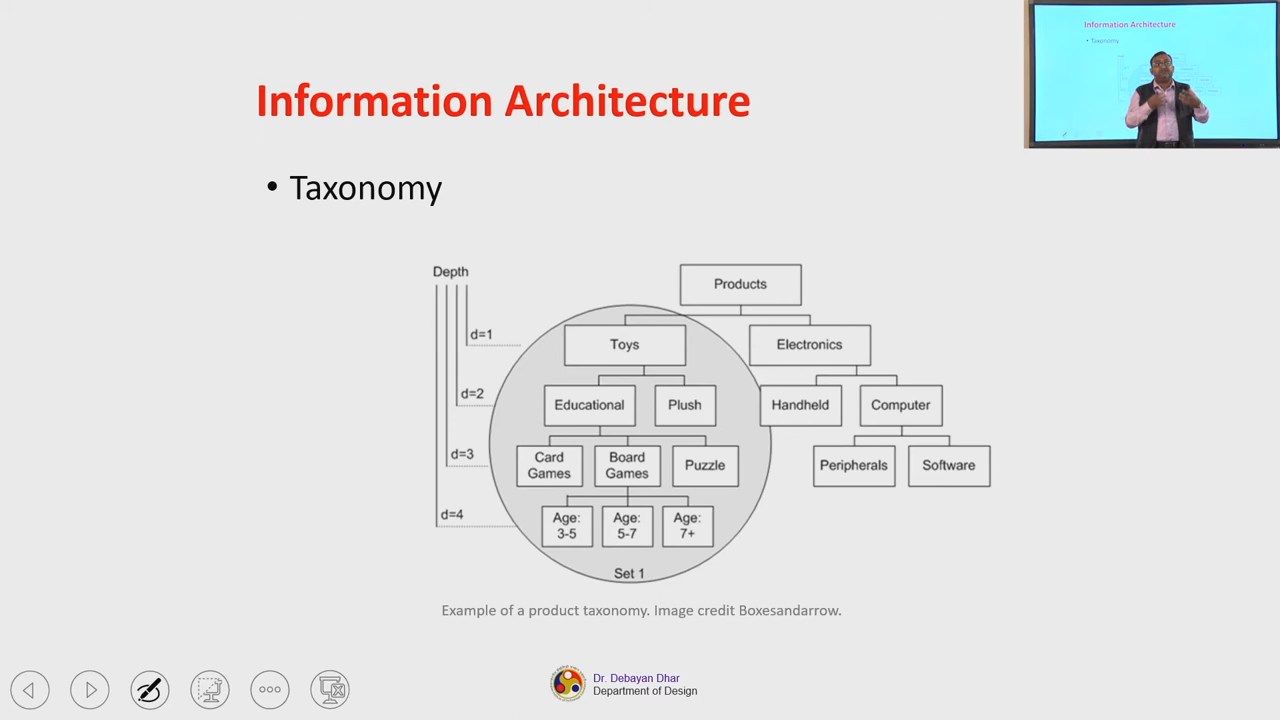 Information Architecture
• Taxonomy
Information Architecture
• Taxonomy
Depth
Products
d=1
Toys
Electronics
d=2
Educational
Plush
Handheld
Computer
d=3
Card
Games
Board
Games
Puzzle
Peripherals
Software
d=4
Age:
3-5
Age:
5-7
Age:
7+
Set 1
Example of a product taxonomy. Image credit Boxesandarrow.
Dr. Debayan Dhar
Department of Design